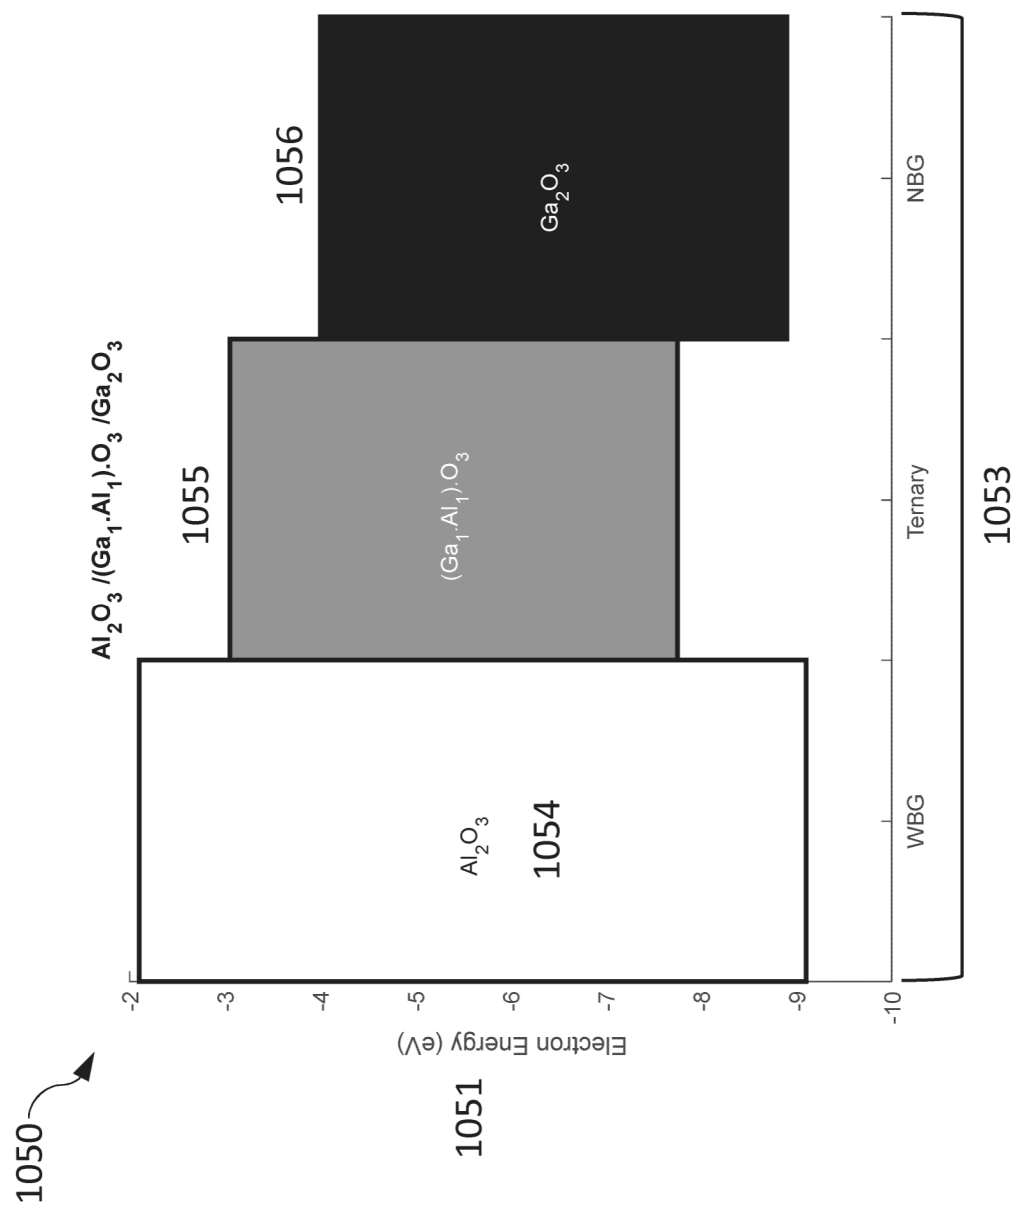 1050
Al2O3 /(Ga1.Al1).O3 /Ga2O3
1051
Electron Energy (eV)
-2
-3
-4
-5
-6
-7
-8
-9
-10
Al2O3
1054
1055
(Ga1.Al1).O3
1056
Ga2O3
WBG
Ternary
NBG
1053